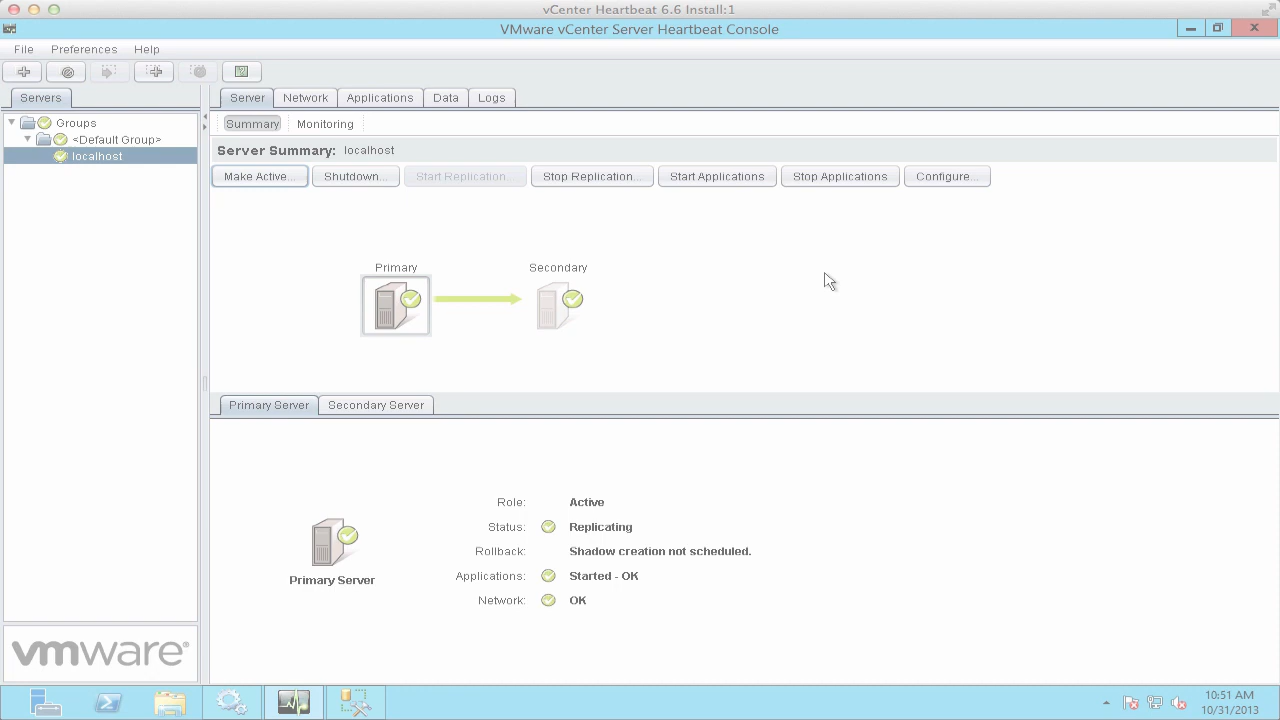 vCenter Heartbeat 6.6 Install:1
VMware vCenter Server Heartbeat Console
File Preferences Help
Servers
Server Network Applications Data Logs
Groups
Summary Monitoring
<Default Group>
localhost
Server Summary: localhost
Make Active... Shutdown... Start Replication... Stop Replication... Start Applications Stop Applications Configure...
Primary Secondary
Primary Server Secondary Server
Role: Active
Status: Replicating
Rollback: Shadow creation not scheduled.
Applications: Started - OK
Network: OK
Primary Server
vmware®
10:51 AM
10/31/2013